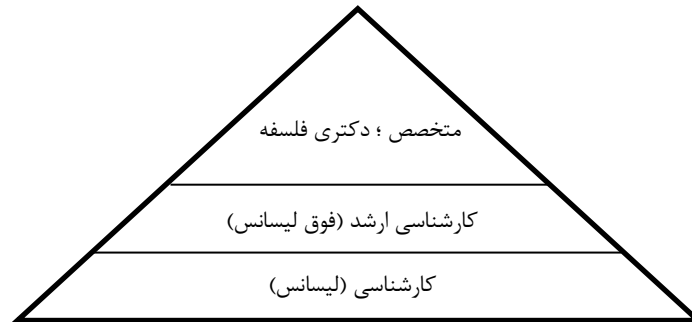 متخصص ؛ دکتری فلسفه
کارشناسی ارشد (فوق لیسانس)
کارشناسی (لیسانس)